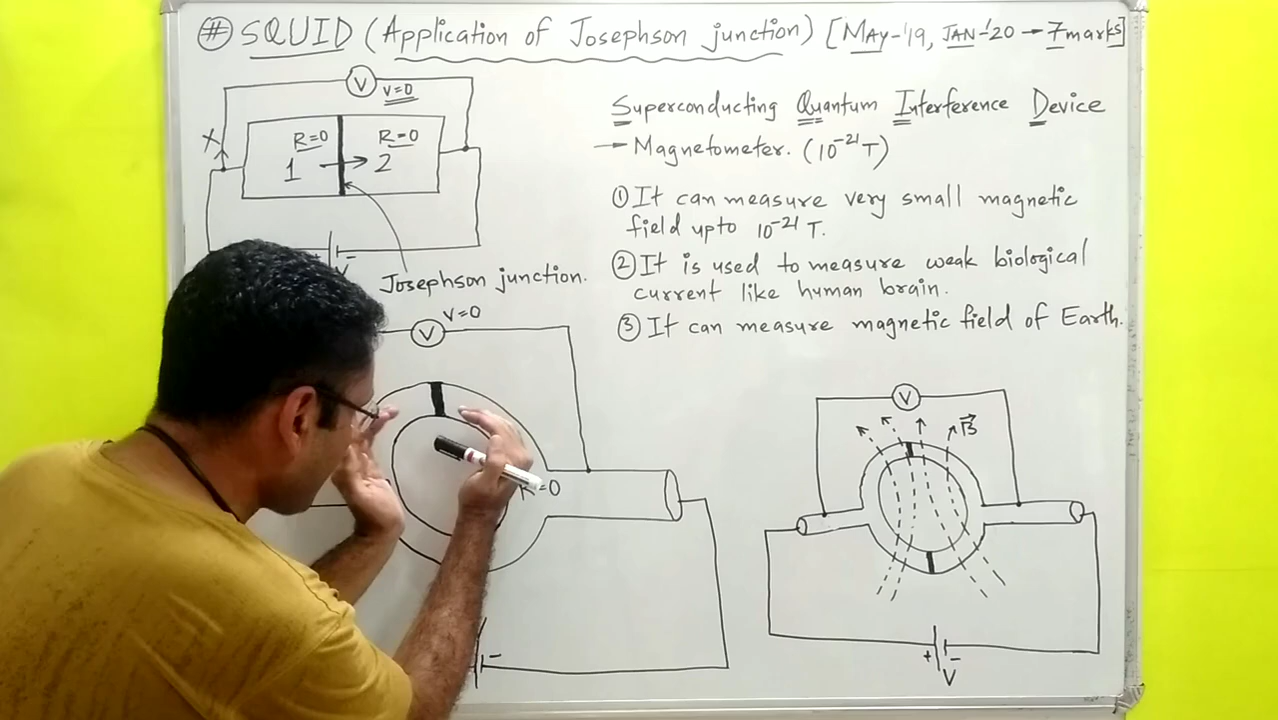 # SQUID (Application of Josephson junction) [May-'19, JAN-'20 → 7marks]
V
V=0
R=0 R=0
X
1 → 2
-
V
Josephson junction.
Superconducting Quantum Interference Device
→ Magnetometer. (10⁻²¹T)
① It can measure very small magnetic
field upto 10⁻²¹ T.
② It is used to measure weak biological
current like human brain.
③ It can measure magnetic field of Earth.
V
V=0
R=0
-
V
B⃗
+ -
V